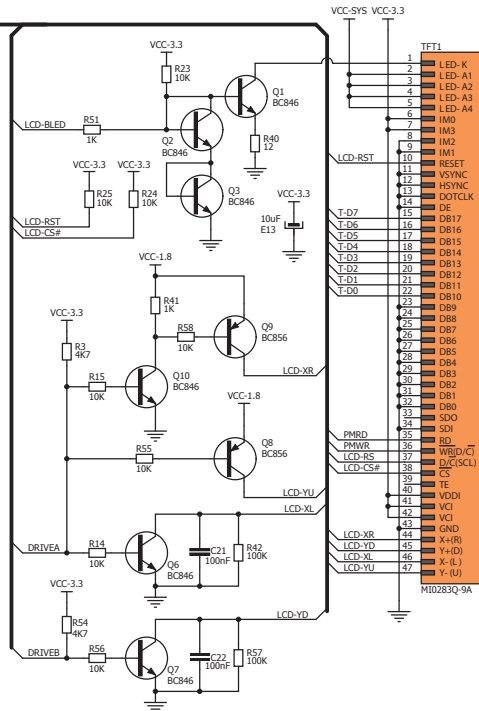 VCC-SYS VCC-3.3
TFT1
VCC-3.3
R23
10K
Q1
BC846
LCD-BLED
R51
1K
Q2
BC846
R40
12
VCC-3.3
VCC-3.3
R25
10K
R24
10K
Q3
BC846
VCC-3.3
10uF
E13
LCD-RST
LCD-CS#
VCC-1.8
R41
1K
R58
10K
Q9
BC856
VCC-3.3
R3
4K7
R15
10K
Q10
BC846
LCD-XR
VCC-1.8
R55
10K
Q8
BC856
LCD-YU
LCD-XL
DRIVEA
R14
10K
Q6
BC846
C21
100nF
R42
100K
VCC-3.3
R54
4K7
LCD-YD
DRIVEB
R56
10K
Q7
BC846
C22
100nF
R57
100K
1 LED- K
2 LED- A1
3 LED- A2
4 LED- A3
5 LED- A4
6 IM0
7 IM3
8 IM2
9 IM1
LCD-RST 10 RESET
11 VSYNC
12 HSYNC
13 DOTCLK
14 DE
T-D7 15 DB17
T-D6 16 DB16
T-D5 17 DB15
T-D4 18 DB14
T-D3 19 DB13
T-D2 20 DB12
T-D1 21 DB11
T-D0 22 DB10
23 DB9
24 DB8
25 DB7
26 DB6
27 DB5
28 DB4
29 DB3
30 DB2
31 DB1
32 DB0
33 SDO
34 SDI
PMRD 35 RD
PMWR 36 WR(D/C)
LCD-RS 37 D/C(SCL)
LCD-CS# 38 CS
39 TE
40 VDDI
41 VCI
42 VCI
43 GND
LCD-XR 44 X+(R)
LCD-YD 45 Y+(D)
LCD-XL 46 X- (L )
LCD-YU 47 Y- (U)
MI0283Q-9A